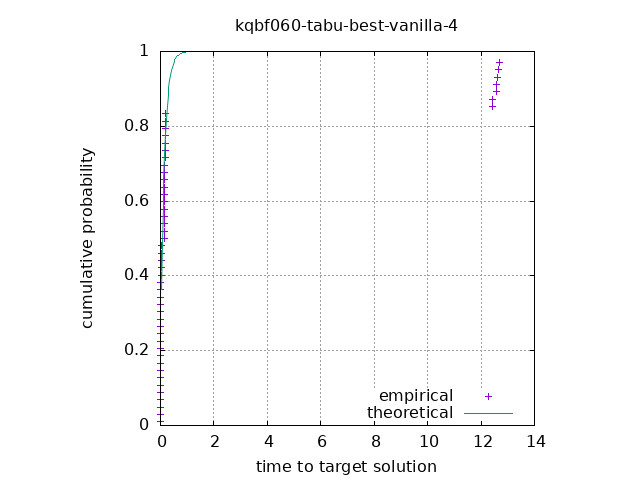 kqbf060-tabu-best-vanilla-4
cumulative probability
1
0.8
0.6
0.4
0.2
0
0 2 4 6 8 10 12 14
empirical
theoretical
time to target solution